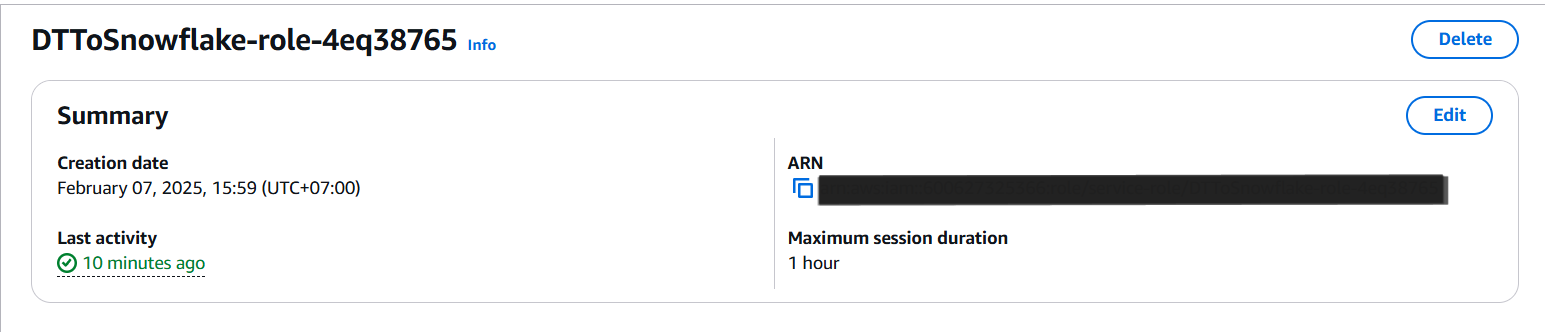 DTToSnowflake-role-4eq38765 Info
Delete
Summary
Edit
Creation date
February 07, 2025, 15:59 (UTC+07:00)
ARN
Last activity
10 minutes ago
Maximum session duration
1 hour